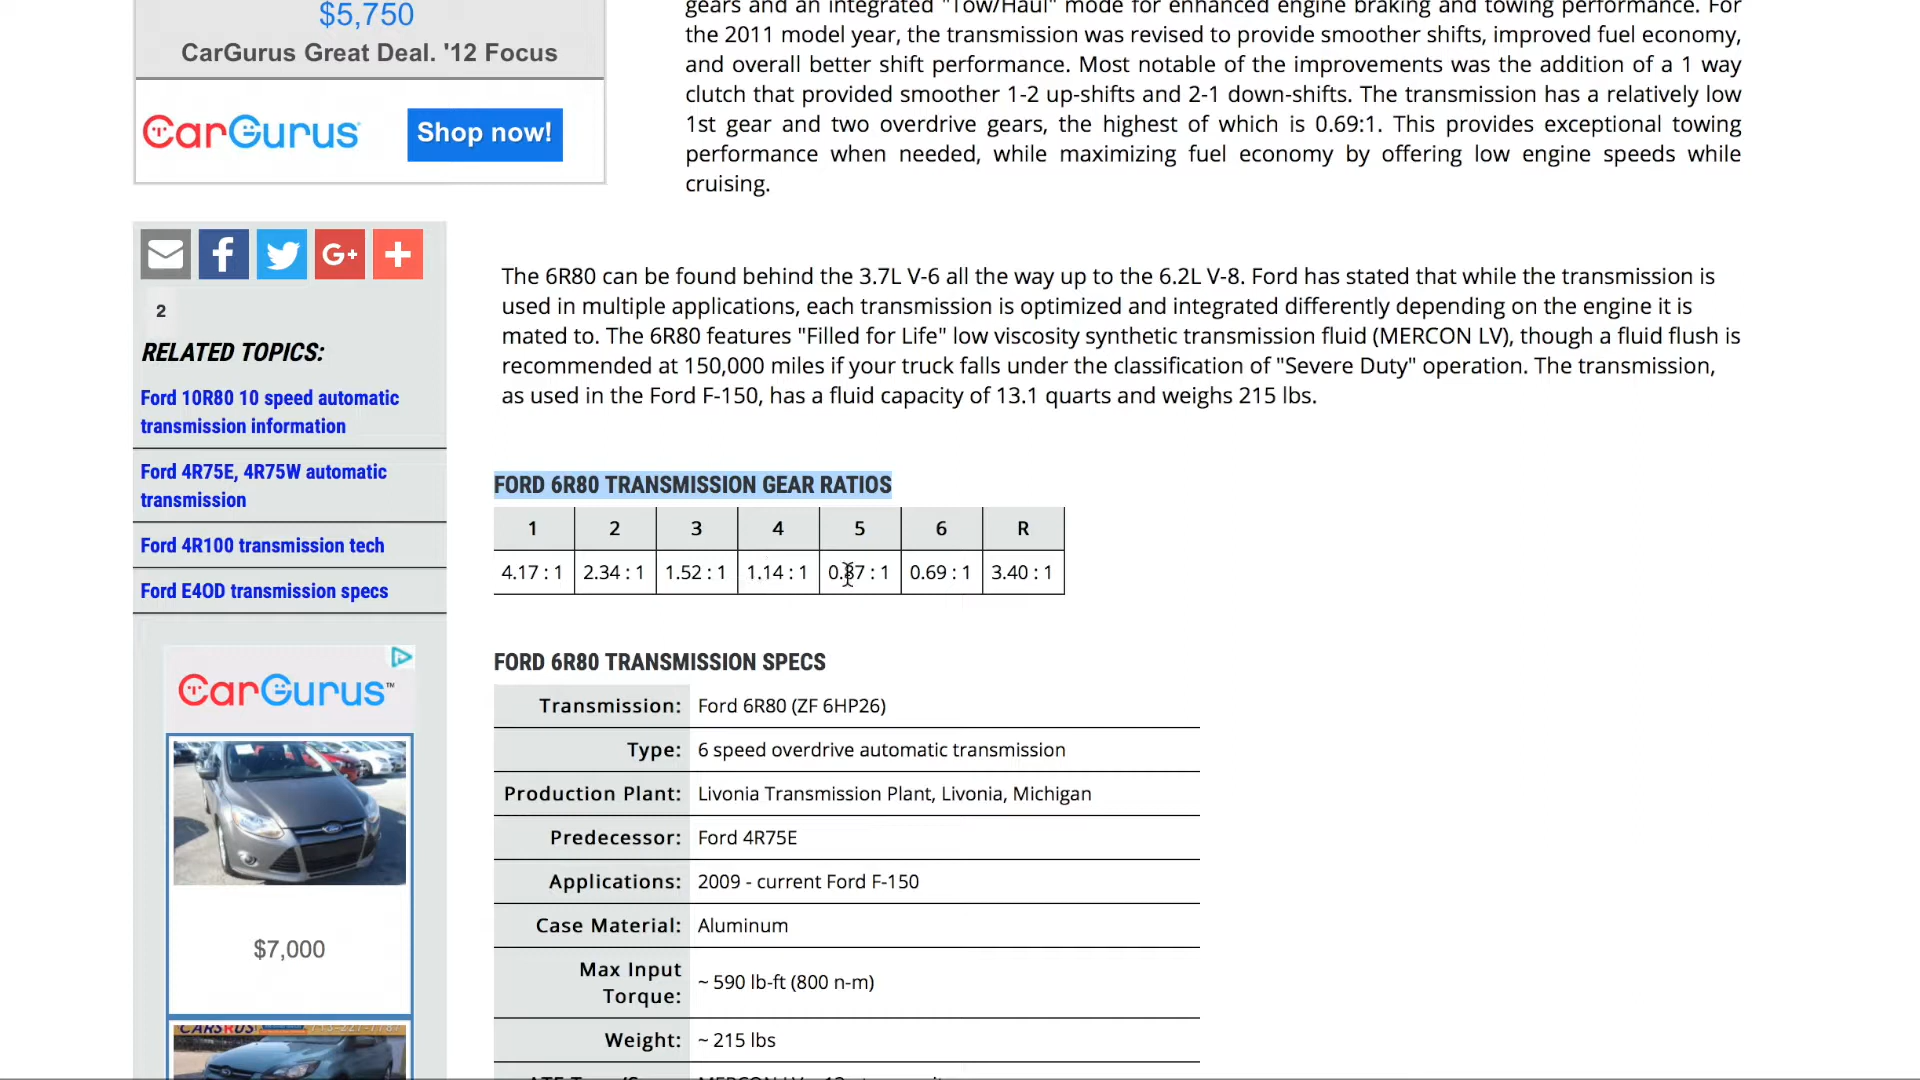 $5,750
CarGurus Great Deal. '12 Focus
CarGurus
Shop now!
gears and an integrated "Tow/Haul" mode for enhanced engine braking and towing performance. For
the 2011 model year, the transmission was revised to provide smoother shifts, improved fuel economy,
and overall better shift performance. Most notable of the improvements was the addition of a 1 way
clutch that provided smoother 1-2 up-shifts and 2-1 down-shifts. The transmission has a relatively low
1st gear and two overdrive gears, the highest of which is 0.69:1. This provides exceptional towing
performance when needed, while maximizing fuel economy by offering low engine speeds while
cruising.
G+
2
RELATED TOPICS:
Ford 10R80 10 speed automatic
transmission information
Ford 4R75E, 4R75W automatic
transmission
Ford 4R100 transmission tech
Ford E4OD transmission specs
CarGurus™
$7,000
CARSRUS
The 6R80 can be found behind the 3.7L V-6 all the way up to the 6.2L V-8. Ford has stated that while the transmission is
used in multiple applications, each transmission is optimized and integrated differently depending on the engine it is
mated to. The 6R80 features "Filled for Life" low viscosity synthetic transmission fluid (MERCON LV), though a fluid flush is
recommended at 150,000 miles if your truck falls under the classification of "Severe Duty" operation. The transmission,
as used in the Ford F-150, has a fluid capacity of 13.1 quarts and weighs 215 lbs.
FORD 6R80 TRANSMISSION GEAR RATIOS
1 2 3 4 5 6 R
4.17 : 1 2.34 : 1 1.52 : 1 1.14 : 1 0.87 : 1 0.69 : 1 3.40 : 1
FORD 6R80 TRANSMISSION SPECS
Transmission: Ford 6R80 (ZF 6HP26)
Type: 6 speed overdrive automatic transmission
Production Plant: Livonia Transmission Plant, Livonia, Michigan
Predecessor: Ford 4R75E
Applications: 2009 - current Ford F-150
Case Material: Aluminum
Max Input
Torque: ~ 590 lb-ft (800 n-m)
Weight: ~ 215 lbs